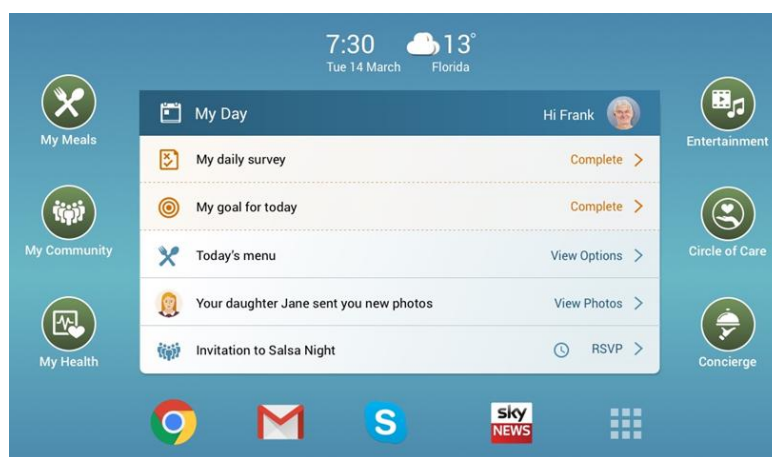 7:30 13°
Tue 14 March Florida
My Meals
My Community
My Health
My Day Hi Frank
My daily survey Complete >
My goal for today Complete >
Today's menu View Options >
Your daughter Jane sent you new photos View Photos >
Invitation to Salsa Night RSVP >
Entertainment
Circle of Care
Concierge
S
sky
NEWS